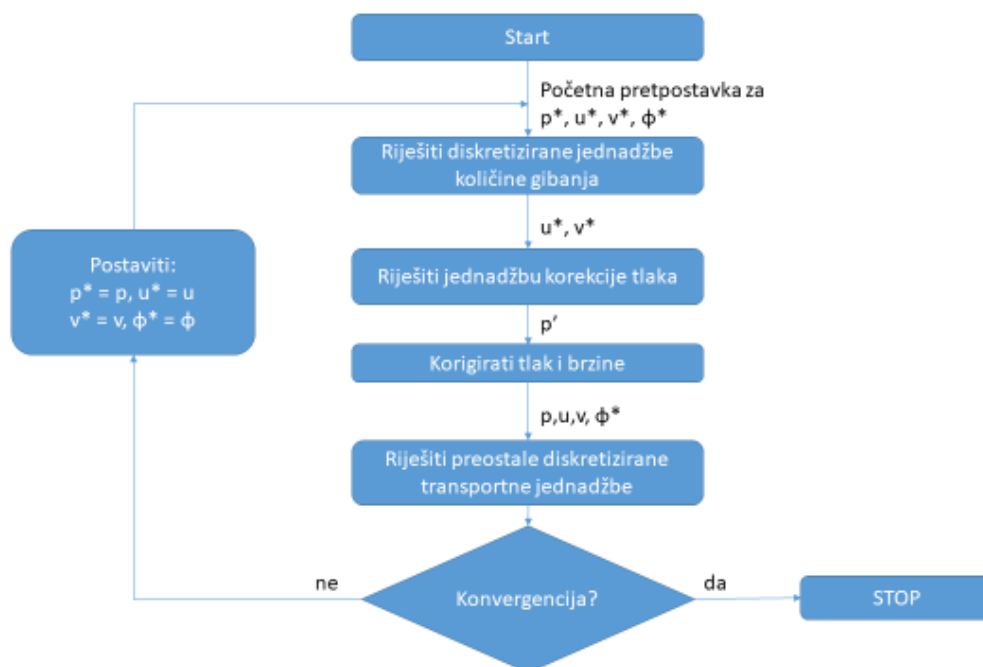 Start
Početna pretpostavka za
p*, u*, v*, ф*
Riješiti diskretizirane jednadžbe
količine gibanja
u*, v*
Riješiti jednadžbu korekcije tlaka
p’
Korigirati tlak i brzine
p,u,v, ф*
Riješiti preostale diskretizirane
transportne jednadžbe
Konvergencija?
da
STOP
ne
Postaviti:
p* = p, u* = u
v* = v, ф* = ф